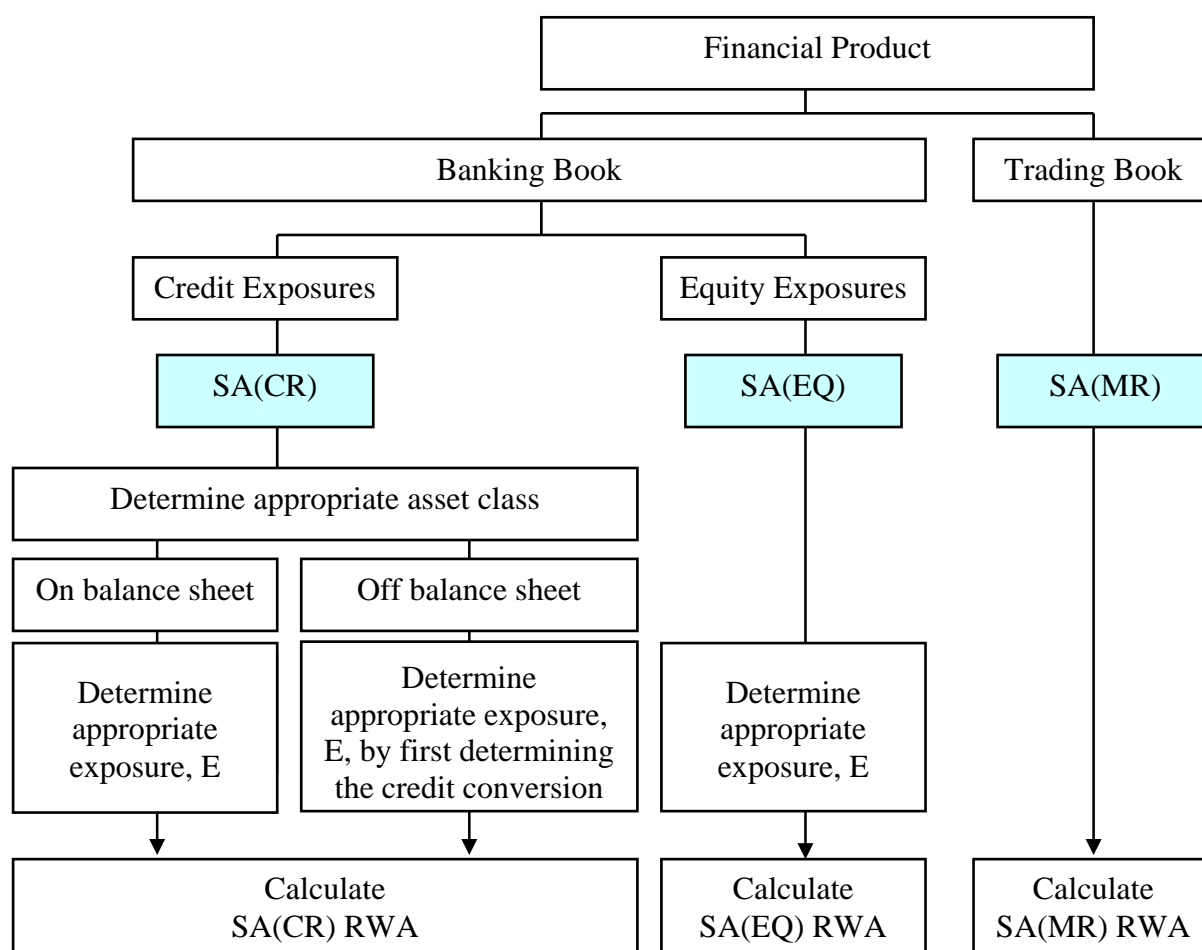 Financial Product
Banking Book
Trading Book
Credit Exposures
Equity Exposures
SA(CR)
SA(EQ)
SA(MR)
Determine appropriate asset class
On balance sheet
Off balance sheet
Determine
appropriate
exposure, E
Determine
appropriate exposure,
E, by first determining
the credit conversion
Determine
appropriate
exposure, E
Calculate
SA(CR) RWA
Calculate
SA(EQ) RWA
Calculate
SA(MR) RWA